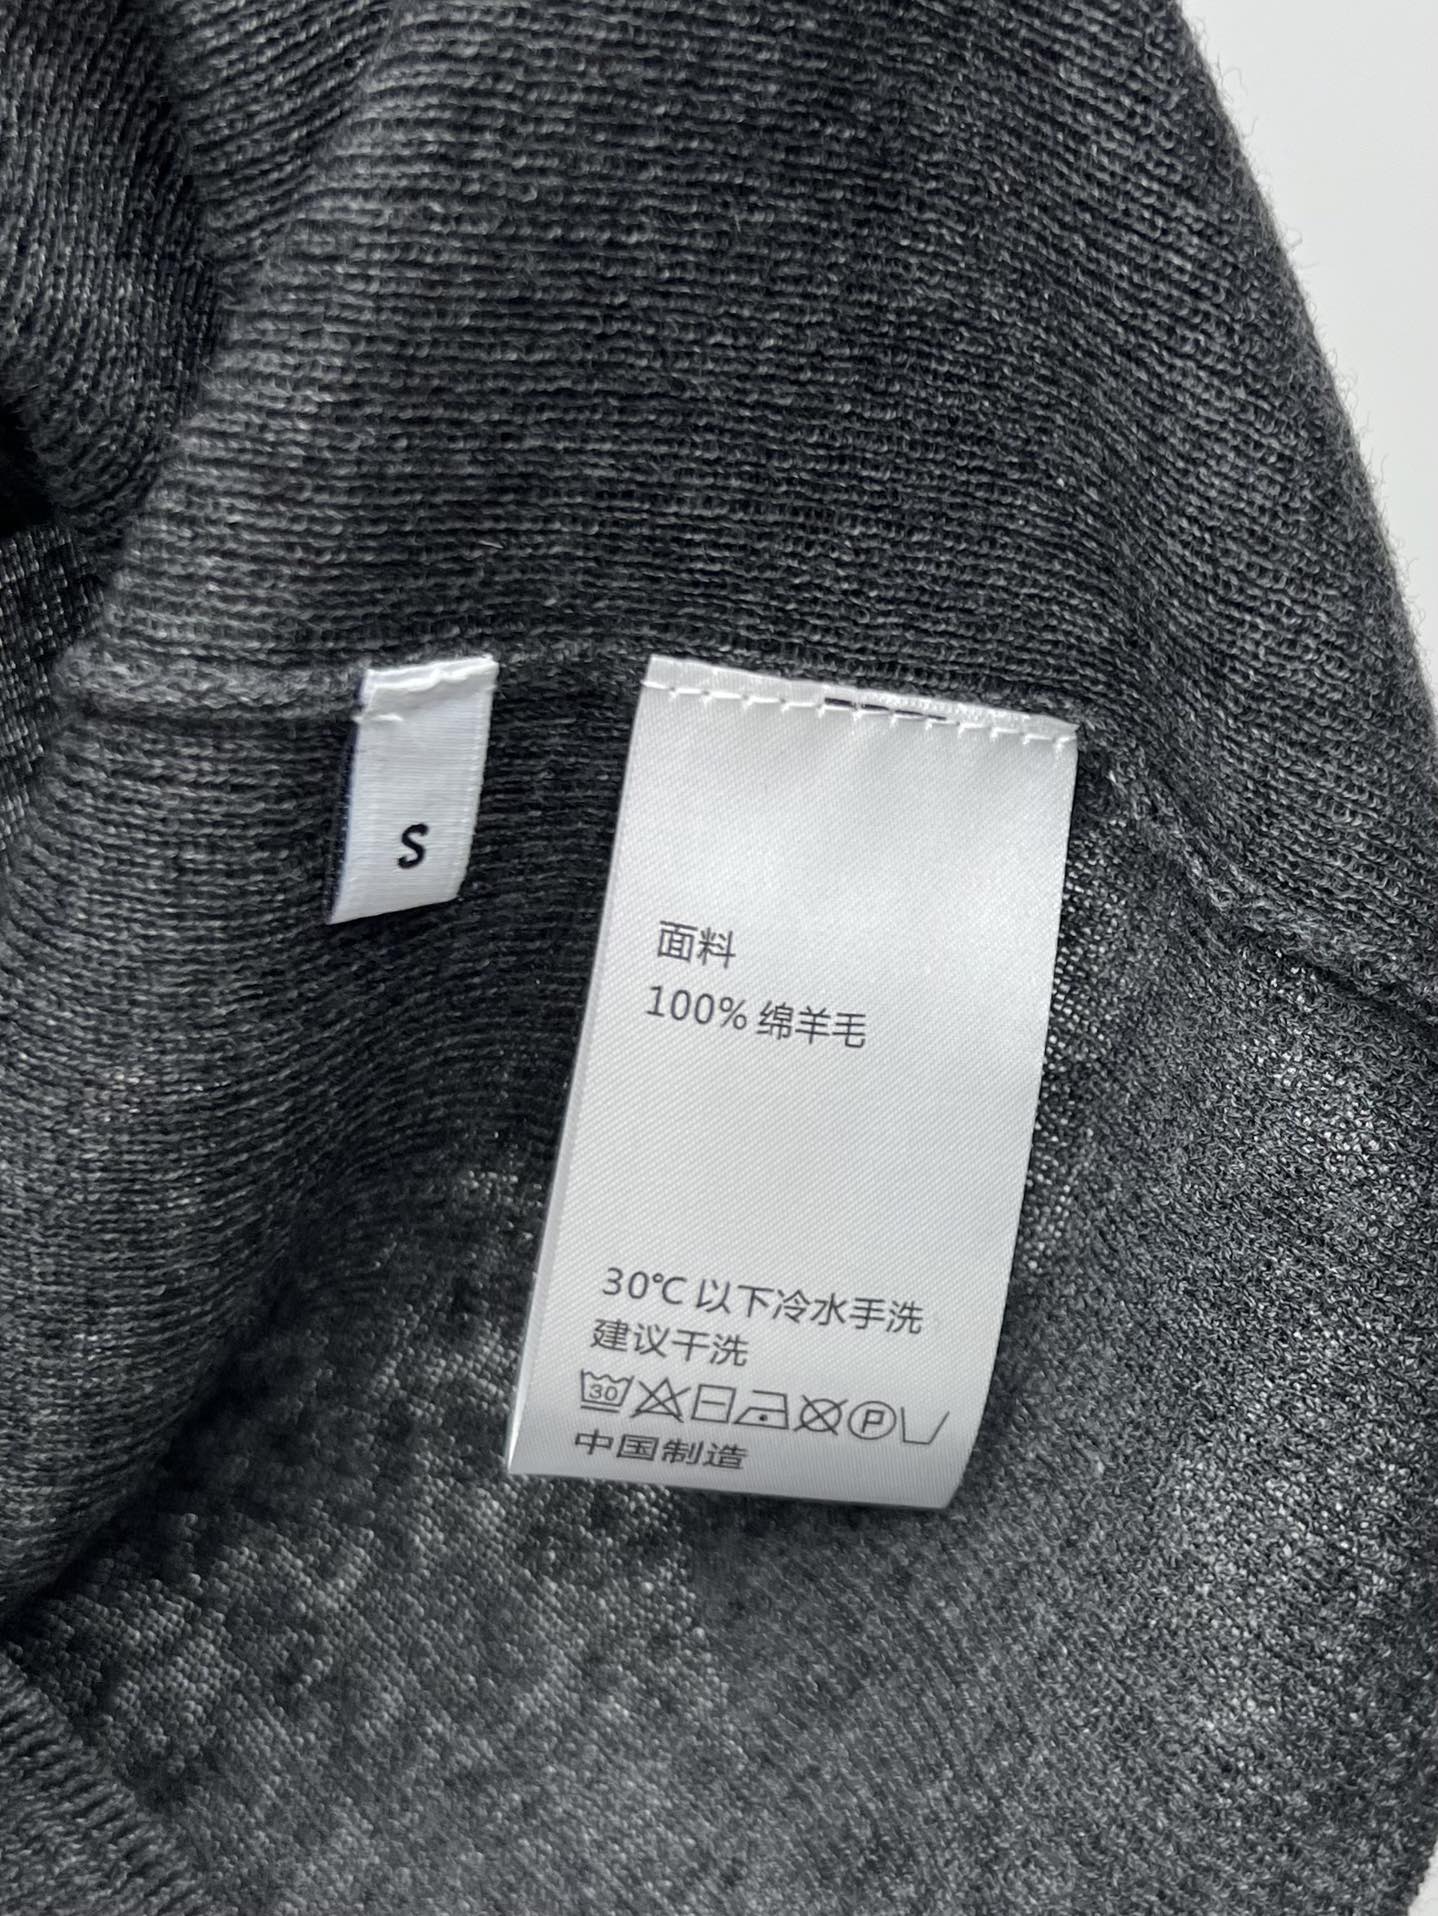 S
面料
100% 绵羊毛
30℃ 以下冷水手洗
建议干洗
30 P
中国制造